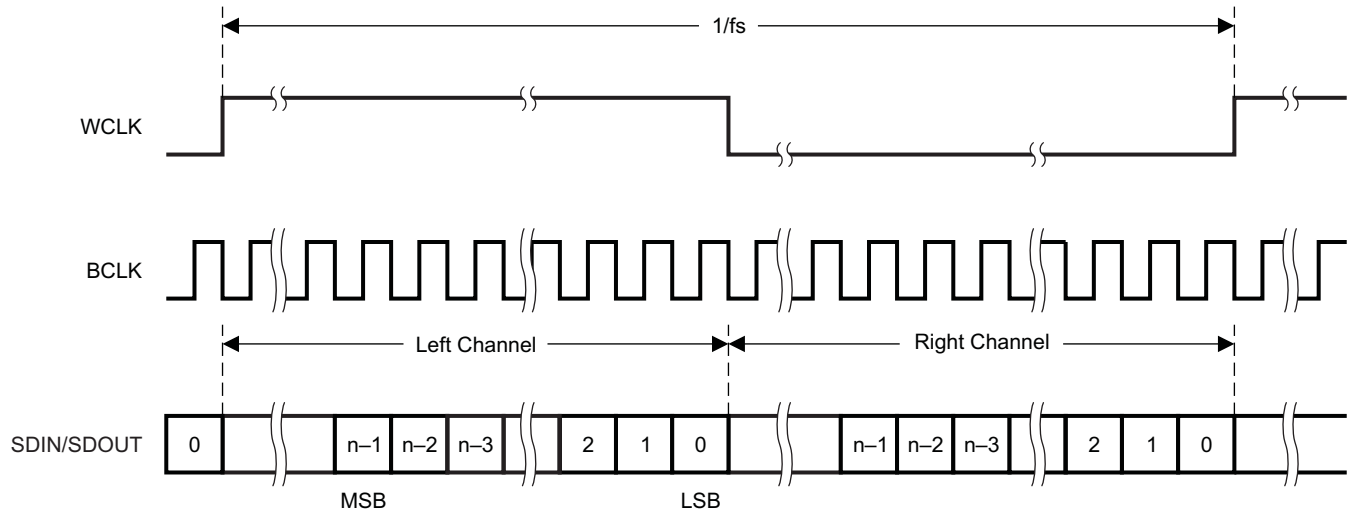 1/fs
WCLK
BCLK
Left Channel Right Channel
SDIN/SDOUT 0 n–1 n–2 n–3 2 1 0 n–1 n–2 n–3 2 1 0
MSB LSB